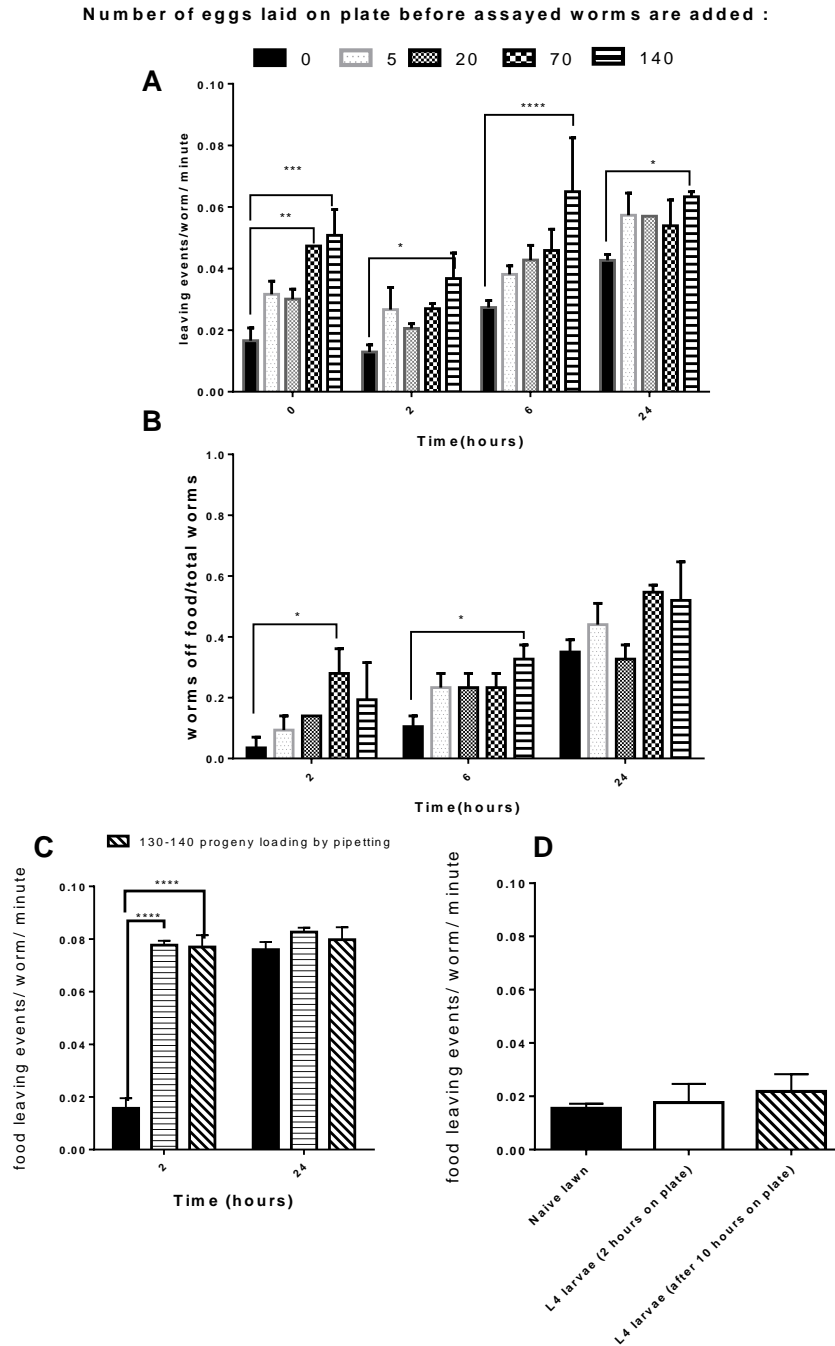 Number of eggs laid on plate before assayed worms are added :
0 5 20 70 140
A
leaving events/worm/ minute
0.10
0.08
0.06
0.04
0.02
0.00
***
**
*
****
*
0 2 6 24
Time(hours)
B
worms off food/total worms
1.0
0.8
0.6
0.4
0.2
0.0
*
*
2 6 24
Time(hours)
C
130-140 progeny loading by pipetting
food leaving events/ worm/ minute
0.10
0.08
0.06
0.04
0.02
0.00
****
****
2 24
Time (hours)
D
food leaving events/ worm/ minute
0.10
0.08
0.06
0.04
0.02
0.00
Naive lawn
L4 larvae (2 hours on plate)
L4 larvae (after 10 hours on plate)